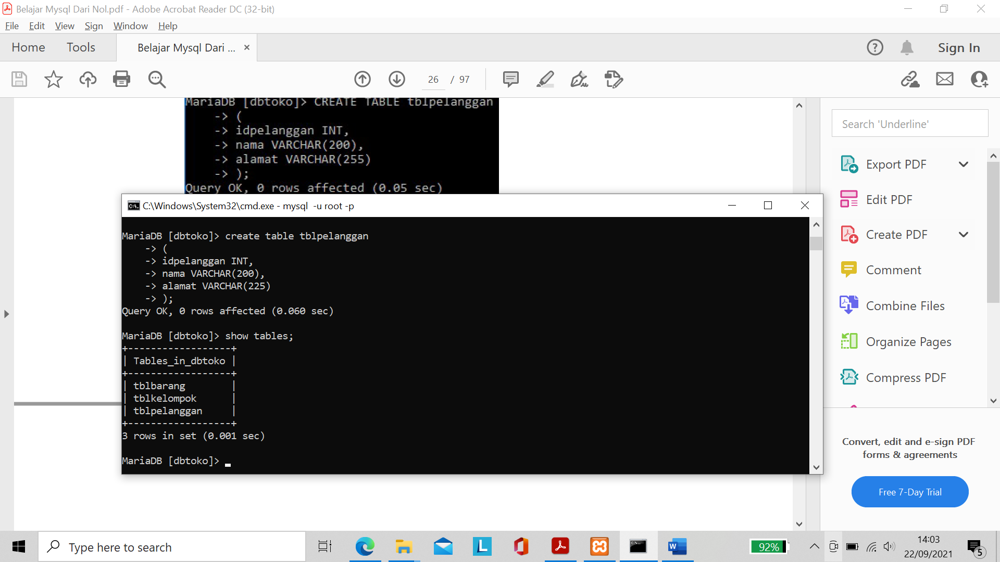 Belajar Mysql Dari Nol.pdf - Adobe Acrobat Reader DC (32-bit)
File Edit View Sign Window Help
Home Tools Belajar Mysql Dari ... × Sign In
26 / 97
MariaDB [dbtoko]> CREATE TABLE tblpelanggan
-> (
-> idpelanggan INT,
-> nama VARCHAR(200),
-> alamat VARCHAR(255)
-> );
Query OK, 0 rows affected (0.05 sec)
C:\Windows\System32\cmd.exe - mysql  -u root -p
MariaDB [dbtoko]> create table tblpelanggan
-> (
-> idpelanggan INT,
-> nama VARCHAR(200),
-> alamat VARCHAR(225)
-> );
Query OK, 0 rows affected (0.060 sec)
MariaDB [dbtoko]> show tables;
+------------------+
| Tables_in_dbtoko |
+------------------+
| tblbarang        |
| tblkelompok      |
| tblpelanggan     |
+------------------+
3 rows in set (0.001 sec)
MariaDB [dbtoko]>
Search 'Underline'
Export PDF
Edit PDF
Create PDF
Comment
Combine Files
Organize Pages
Compress PDF
Convert, edit and e-sign PDF
forms & agreements
Free 7-Day Trial
Type here to search
92%
14:03
22/09/2021
5